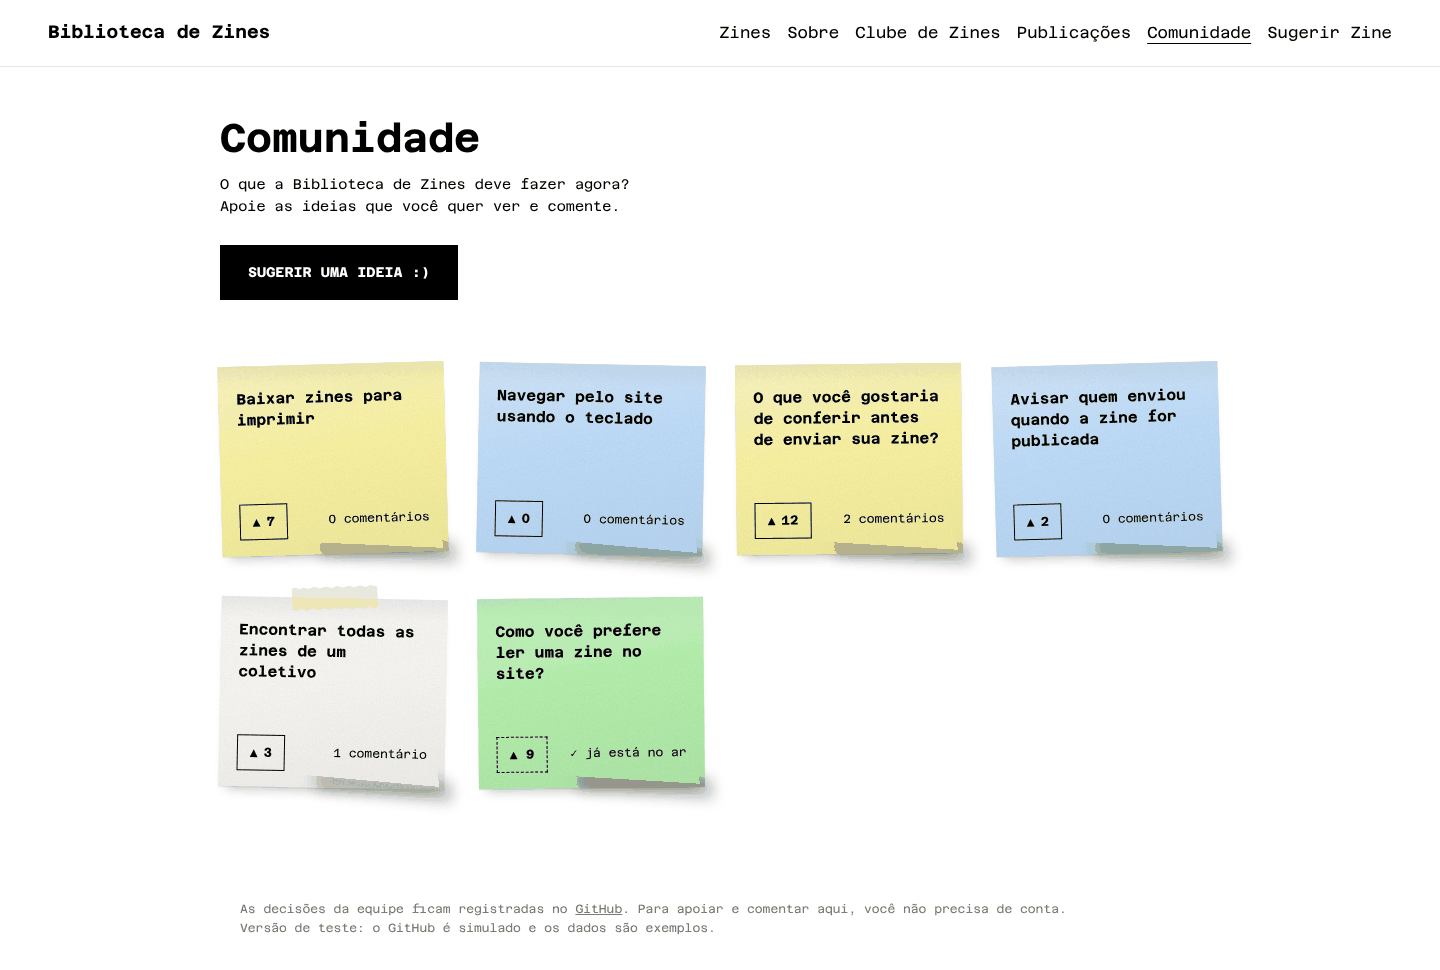 Biblioteca de Zines
Zines Sobre Clube de Zines Publicações Comunidade Sugerir Zine
Comunidade
O que a Biblioteca de Zines deve fazer agora?
Apoie as ideias que você quer ver e comente.
SUGERIR UMA IDEIA :)
Baixar zines para
imprimir
▲ 7
0 comentários
Navegar pelo site
usando o teclado
▲ 0
0 comentários
O que você gostaria
de conferir antes
de enviar sua zine?
▲ 12
2 comentários
Avisar quem enviou
quando a zine for
publicada
▲ 2
0 comentários
Encontrar todas as
zines de um
coletivo
▲ 3
1 comentário
Como você prefere
ler uma zine no
site?
▲ 9
✓ já está no ar
As decisões da equipe ficam registradas no GitHub. Para apoiar e comentar aqui, você não precisa de conta.
Versão de teste: o GitHub é simulado e os dados são exemplos.